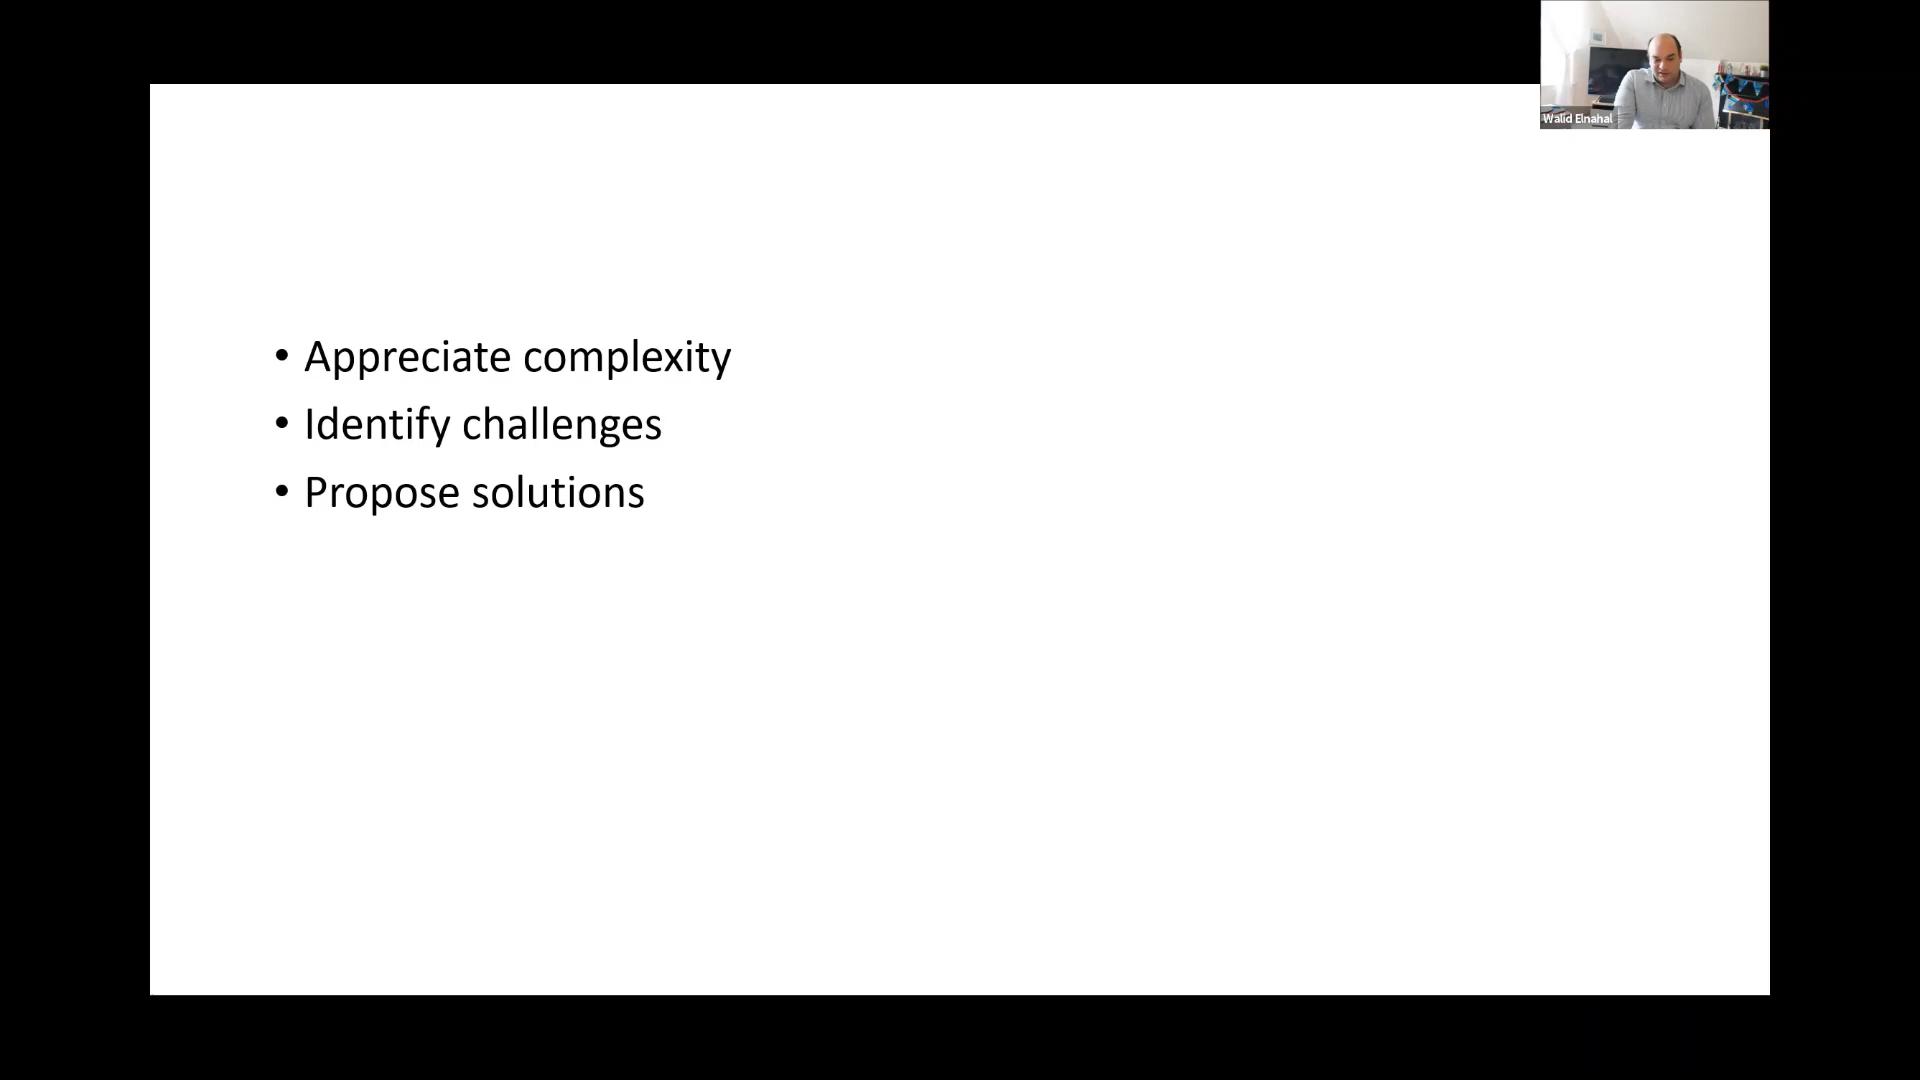 Walid Elnahal
• Appreciate complexity
• Identify challenges
• Propose solutions